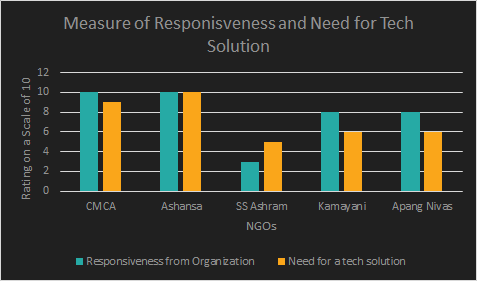 Measure of Responisveness and Need for Tech
Solution
Rating on a Scale of 10
12
10
8
6
4
2
0
CMCA
Ashansa
SS Ashram
Kamayani
Apang Nivas
NGOs
Responsiveness from Organization
Need for a tech solution